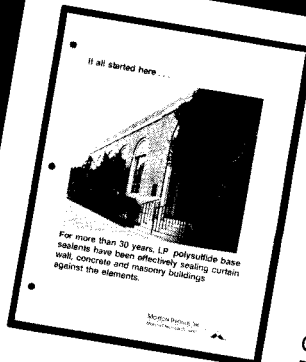 It all started here . . .
For more than 30 years, LP polysulfide base
sealants have been effectively sealing curtain
wall, concrete and masonry buildings
against the elements.